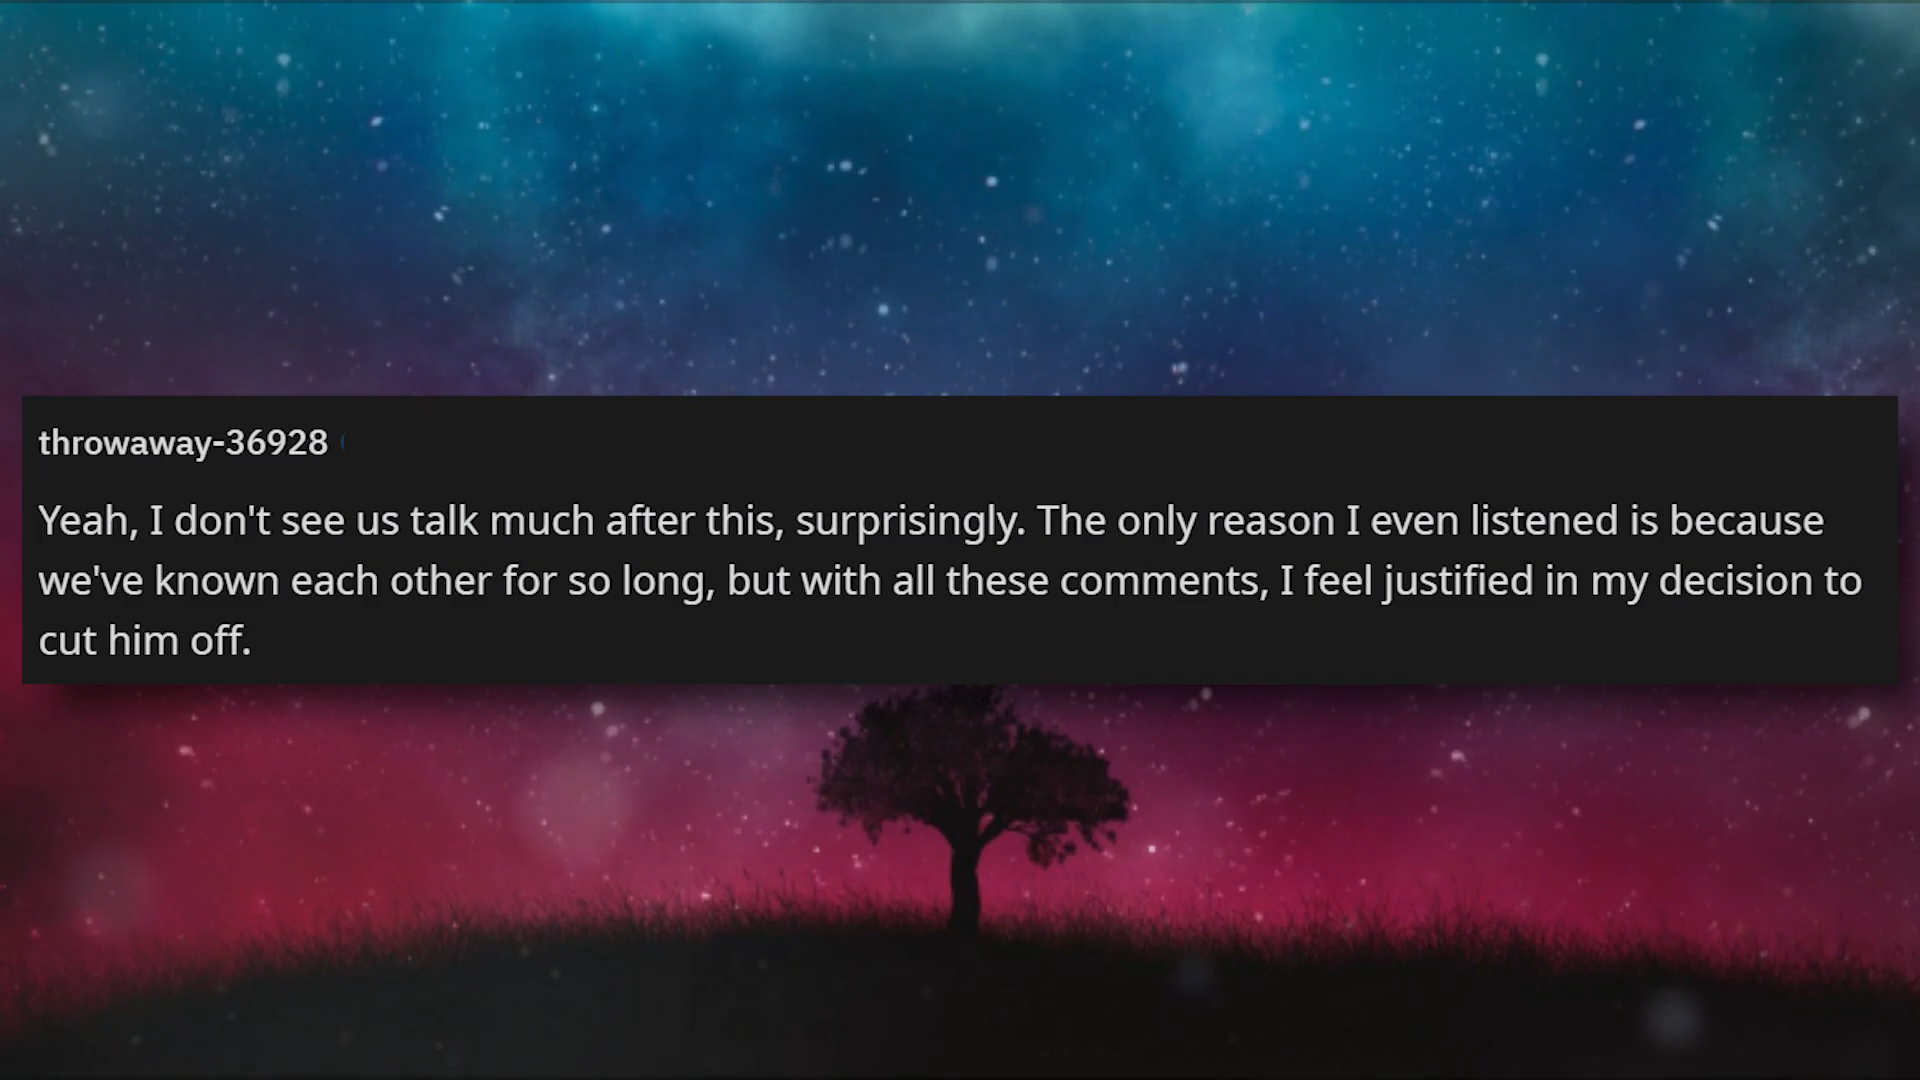 throwaway-36928
Yeah, I don't see us talk much after this, surprisingly. The only reason I even listened is because
we've known each other for so long, but with all these comments, I feel justified in my decision to
cut him off.